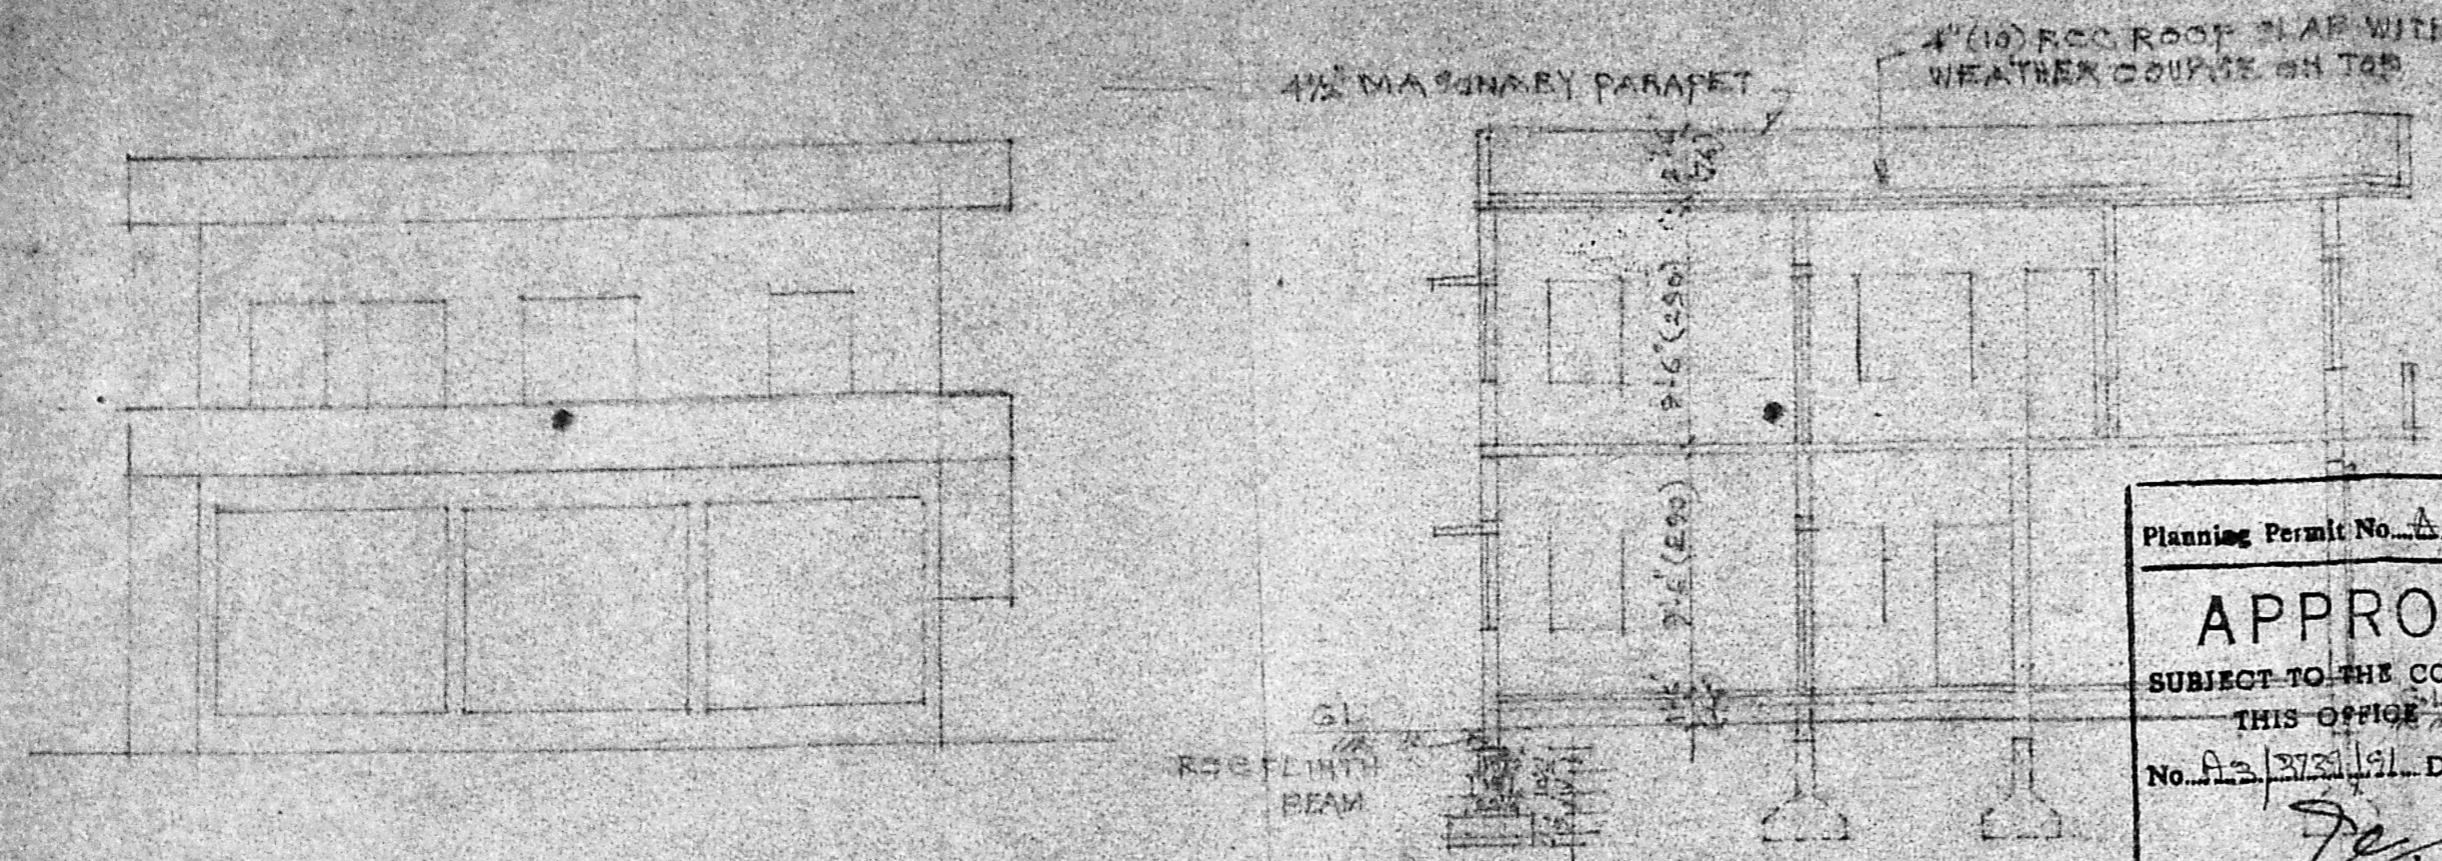 4½" MASONARY PARAPET
4"(10) RCC ROOF SLAB WITH
WEATHER COURSE ON TOP
9'-6"(290)
9'-6"(290)
GL
RCC PLINTH
BEAM
Planning Permit No....A
APPRO
SUBJECT TO THE CO
THIS OFFICE
No. A3/3731/91 D